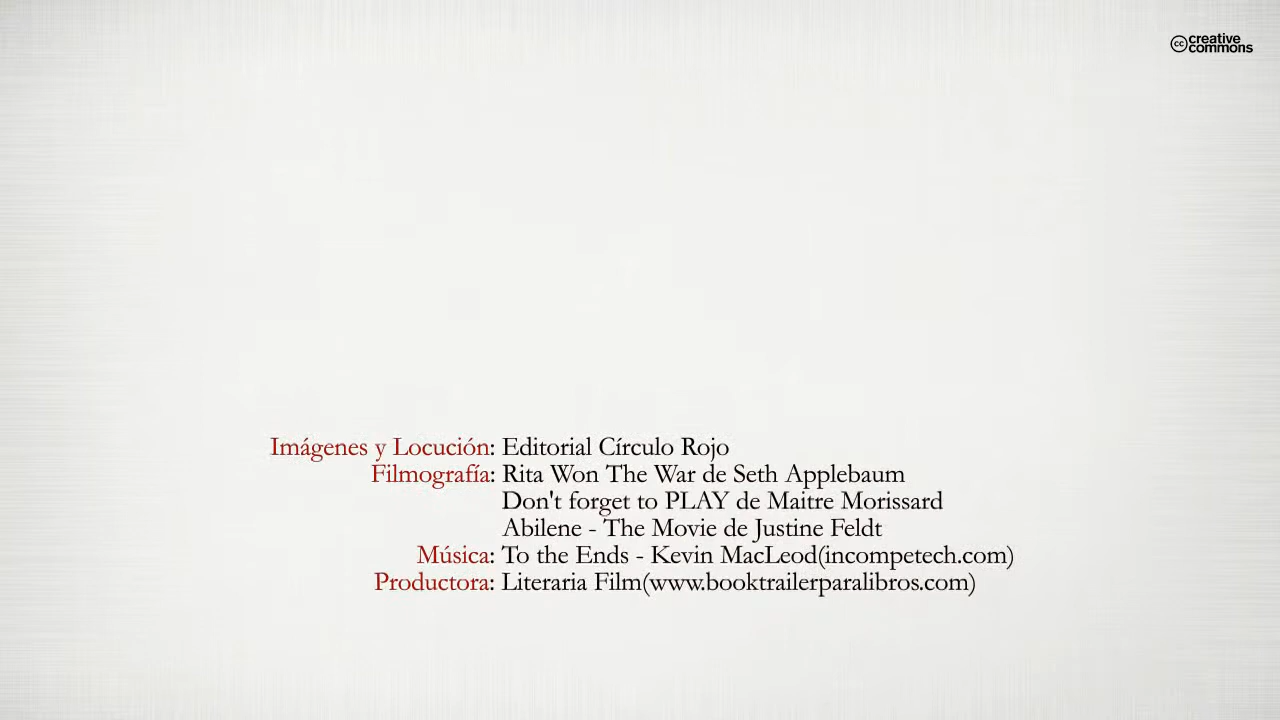 cc creative
commons
Imágenes y Locución: Editorial Círculo Rojo
Filmografía: Rita Won The War de Seth Applebaum
Don't forget to PLAY de Maitre Morissard
Abilene - The Movie de Justine Feldt
Música: To the Ends - Kevin MacLeod(incompetech.com)
Productora: Literaria Film(www.booktrailerparalibros.com)